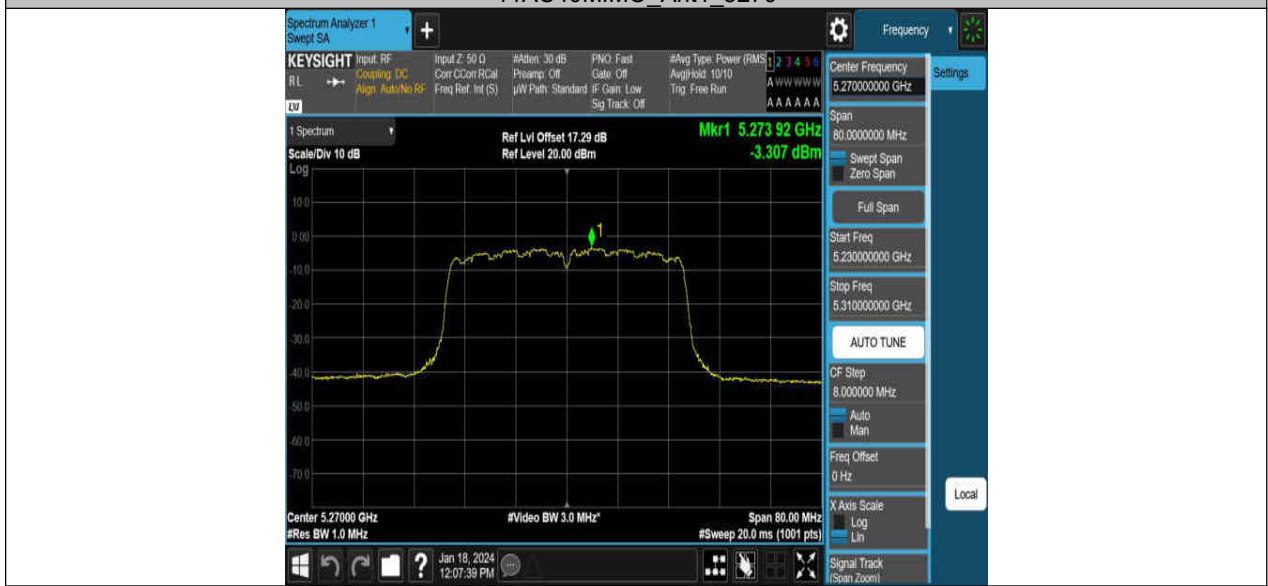 Spectrum Analyzer 1
Swept SA
+
Frequency
KEYSIGHT
RL
LXI
Input: RF
Coupling: DC
Align: Auto/No RF
Input Z: 50 Ω
Corr CCorr RCal
Freq Ref: Int (S)
#Atten: 30 dB
Preamp: Off
µW Path: Standard
PNO: Fast
Gate: Off
IF Gain: Low
Sig Track: Off
#Avg Type: Power (RMS
Avg|Hold: 10/10
Trig: Free Run
1 2 3 4 5 6
A W W W W W
A A A A A A
1 Spectrum
Scale/Div 10 dB
Log
Ref Lvl Offset 17.29 dB
Ref Level 20.00 dBm
Mkr1 5.273 92 GHz
-3.307 dBm
10.0
0.00
-10.0
-20.0
-30.0
-40.0
-50.0
-60.0
-70.0
1
Center 5.27000 GHz
#Res BW 1.0 MHz
#Video BW 3.0 MHz*
Span 80.00 MHz
#Sweep 20.0 ms (1001 pts)
Center Frequency
5.270000000 GHz
Settings
Span
80.0000000 MHz
Swept Span
Zero Span
Full Span
Start Freq
5.230000000 GHz
Stop Freq
5.310000000 GHz
AUTO TUNE
CF Step
8.000000 MHz
Auto
Man
Freq Offset
0 Hz
X Axis Scale
Log
Lin
Signal Track
(Span Zoom)
Local
?
Jan 18, 2024
12:07:39 PM